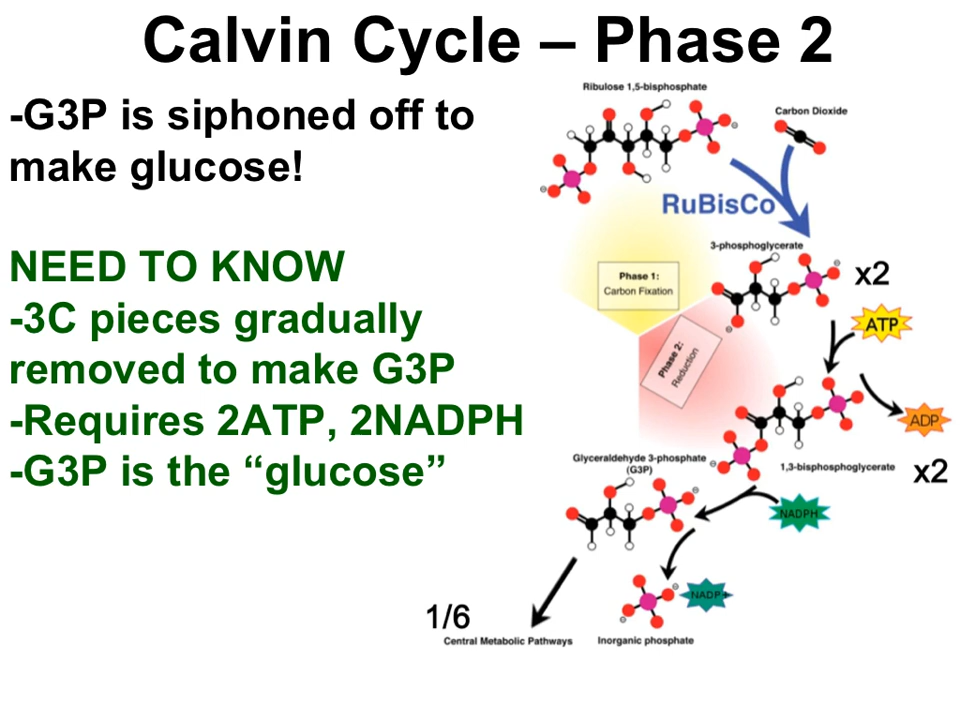 Calvin Cycle – Phase 2
-G3P is siphoned off to
make glucose!
NEED TO KNOW
-3C pieces gradually
removed to make G3P
-Requires 2ATP, 2NADPH
-G3P is the “glucose”
Ribulose 1,5-bisphosphate
Carbon Dioxide
RuBisCo
3-phosphoglycerate
x2
Phase 1:
Carbon Fixation
ATP
Phase 2:
Reduction
ADP
Glyceraldehyde 3-phosphate
(G3P)
1,3-bisphosphoglycerate
x2
NADPH
NADP+
1/6
Central Metabolic Pathways
Inorganic phosphate